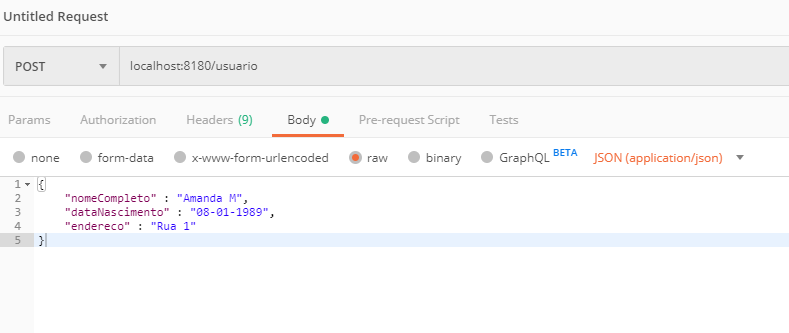 Untitled Request
POST localhost:8180/usuario
Params Authorization Headers (9) Body Pre-request Script Tests
none form-data x-www-form-urlencoded raw binary GraphQL BETA JSON (application/json)
1 {
2 "nomeCompleto" : "Amanda M",
3 "dataNascimento" : "08-01-1989",
4 "endereco" : "Rua 1"
5 }